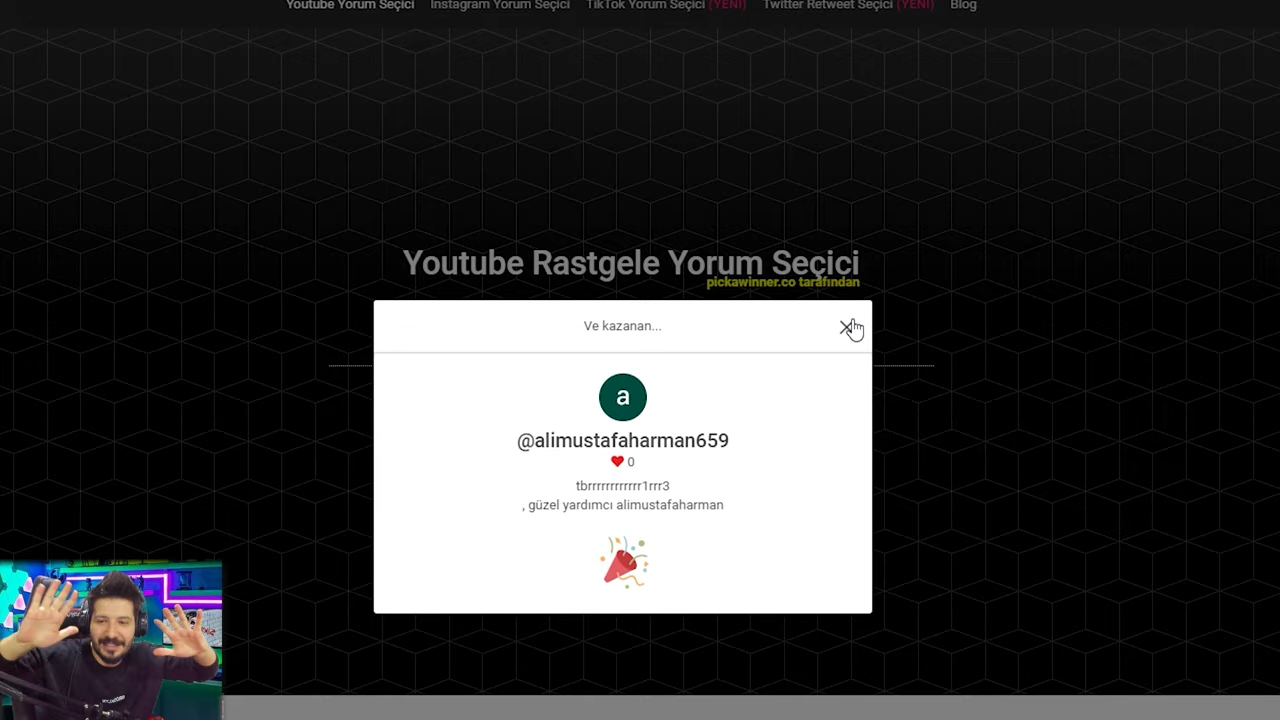 Youtube Yorum Seçici Instagram Yorum Seçici TikTok Yorum Seçici (YENİ) Twitter Retweet Seçici (YENİ) Blog
Youtube Rastgele Yorum Seçici
pickawinner.co tarafından
Ve kazanan...
a
@alimustafaharman659
0
tbrrrrrrrrrrrr1rrr3
, güzel yardımcı alimustafaharman